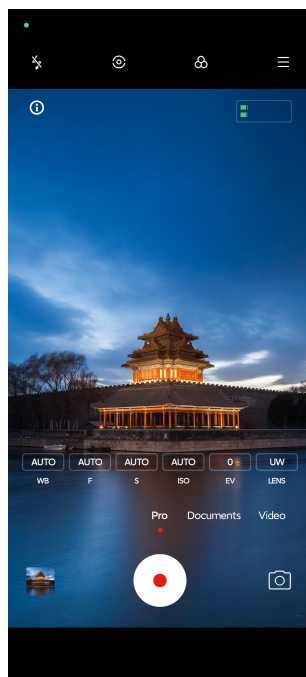 AUTO AUTO AUTO AUTO 0 UW
WB F S ISO EV LENS
Pro Documents Video